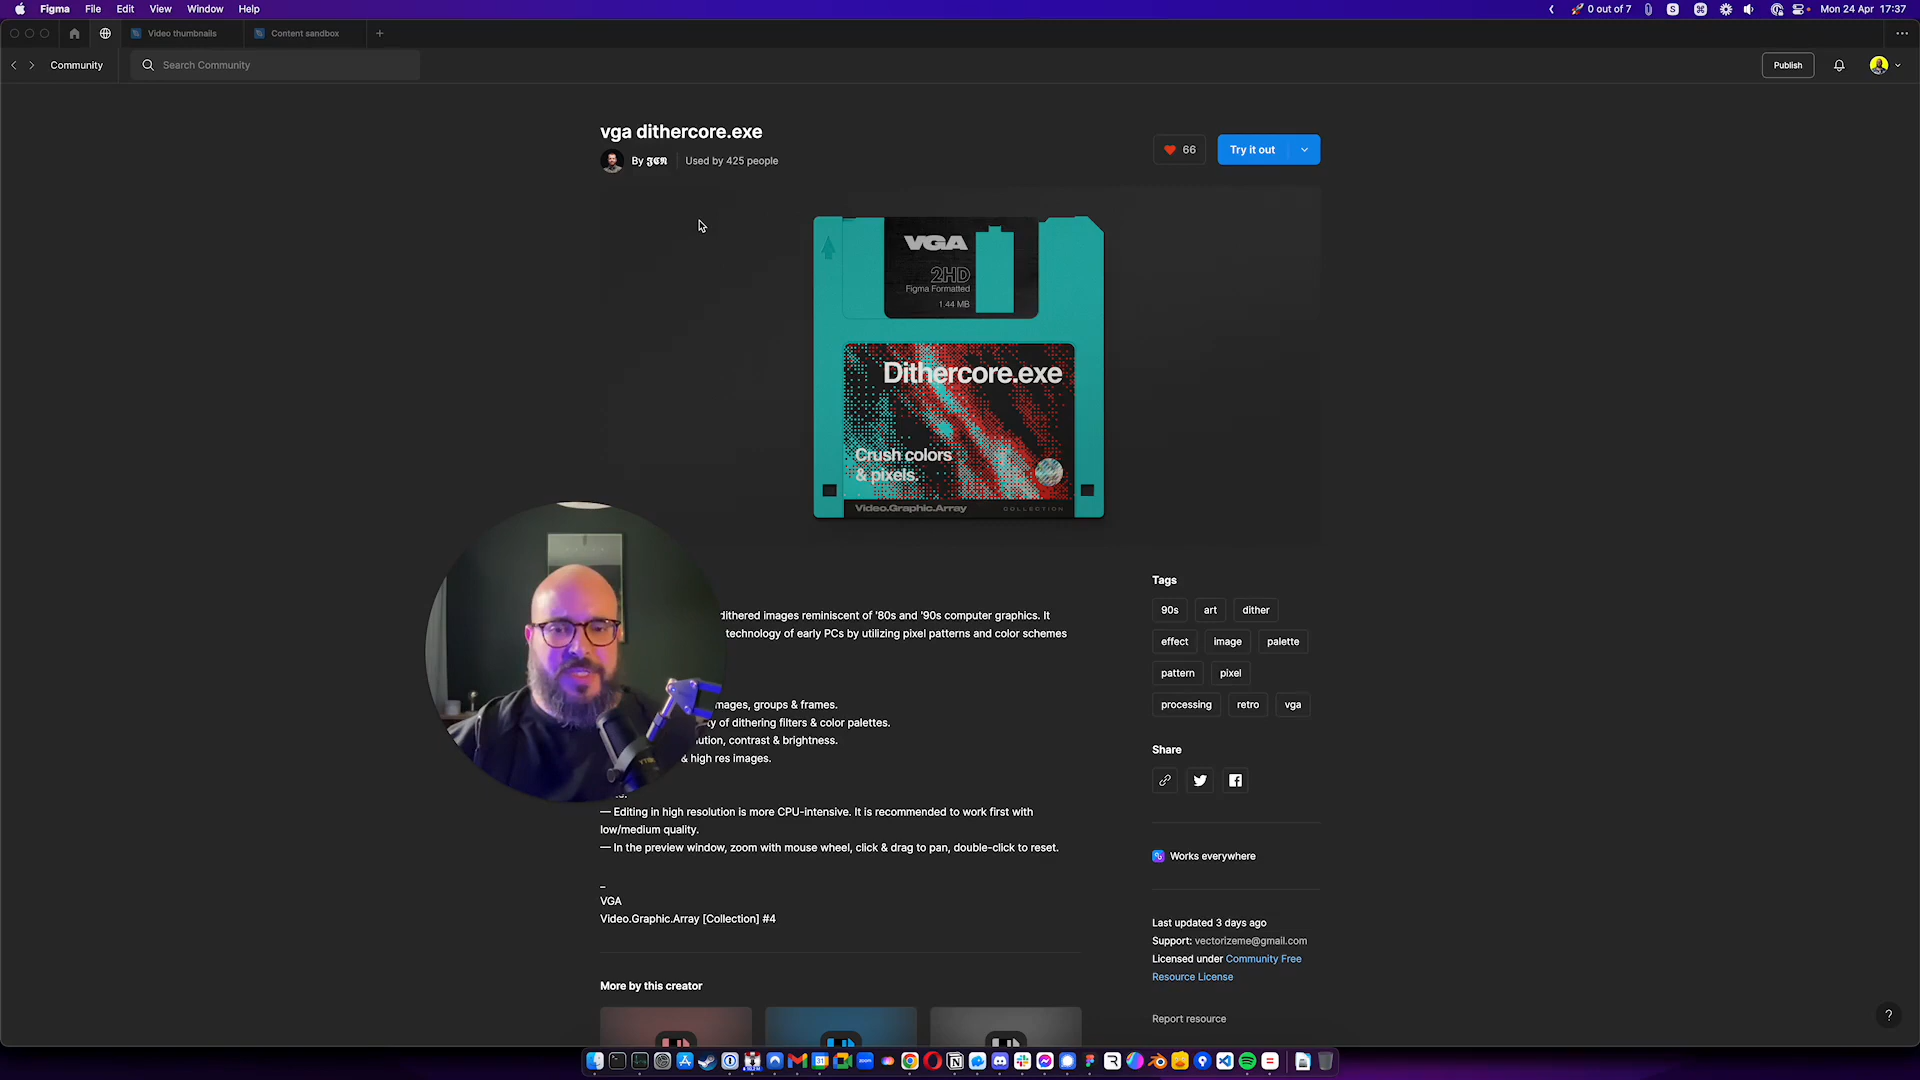 Figma File Edit View Window Help
0 out of 7
Mon 24 Apr 17:37
Video thumbnails
Content sandbox
Community
Search Community
Publish
vga dithercore.exe
By 𝕵𝕮𝕹
Used by 425 people
66
Try it out
VGA
2HD
Figma Formatted
1.44 MB
Dithercore.exe
Crush colors
& pixels.
Video.Graphic.Array
COLLECTION
dithered images reminiscent of '80s and '90s computer graphics. It
technology of early PCs by utilizing pixel patterns and color schemes
images, groups & frames.
of dithering filters & color palettes.
contrast & brightness.
& high res images.
— Editing in high resolution is more CPU-intensive. It is recommended to work first with
low/medium quality.
— In the preview window, zoom with mouse wheel, click & drag to pan, double-click to reset.
_
VGA
Video.Graphic.Array [Collection] #4
More by this creator
Tags
90s art dither
effect image palette
pattern pixel
processing retro vga
Share
Works everywhere
Last updated 3 days ago
Support: vectorizeme@gmail.com
Licensed under Community Free
Resource License
Report resource
?